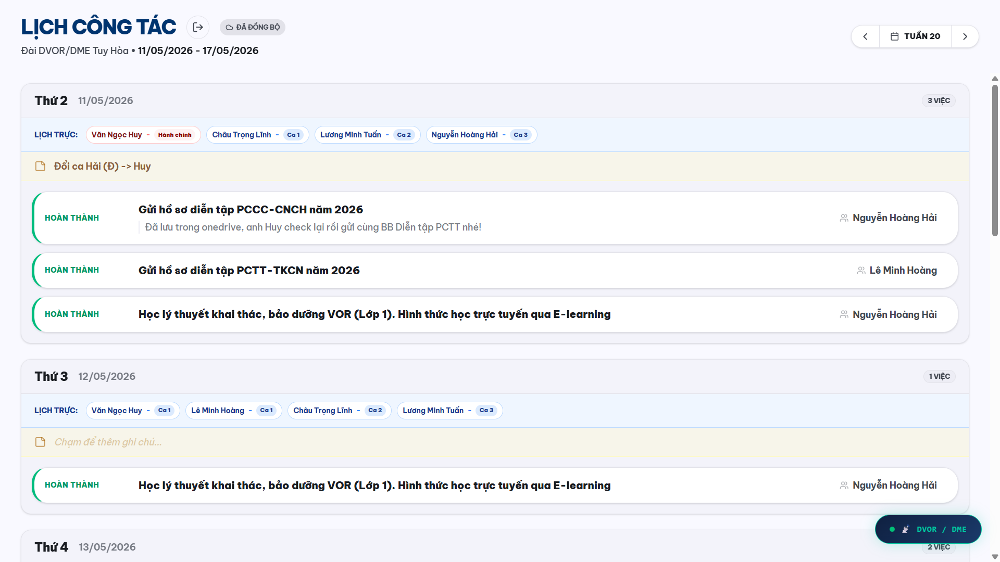 LỊCH CÔNG TÁC
ĐÃ ĐỒNG BỘ
Đài DVOR/DME Tuy Hòa • 11/05/2026 - 17/05/2026
TUẦN 20
Thứ 2 11/05/2026
3 VIỆC
LỊCH TRỰC: Văn Ngọc Huy - Hành chính Châu Trọng Lĩnh - Ca 1 Lương Minh Tuấn - Ca 2 Nguyễn Hoàng Hải - Ca 3
Đổi ca Hải (Đ) -> Huy
HOÀN THÀNH
Gửi hồ sơ diễn tập PCCC-CNCH năm 2026
Đã lưu trong onedrive, anh Huy check lại rồi gửi cùng BB Diễn tập PCTT nhé!
Nguyễn Hoàng Hải
HOÀN THÀNH
Gửi hồ sơ diễn tập PCTT-TKCN năm 2026
Lê Minh Hoàng
HOÀN THÀNH
Học lý thuyết khai thác, bảo dưỡng VOR (Lớp 1). Hình thức học trực tuyến qua E-learning
Nguyễn Hoàng Hải
Thứ 3 12/05/2026
1 VIỆC
LỊCH TRỰC: Văn Ngọc Huy - Ca 1 Lê Minh Hoàng - Ca 1 Châu Trọng Lĩnh - Ca 2 Lương Minh Tuấn - Ca 3
Chạm để thêm ghi chú...
HOÀN THÀNH
Học lý thuyết khai thác, bảo dưỡng VOR (Lớp 1). Hình thức học trực tuyến qua E-learning
Nguyễn Hoàng Hải
DVOR / DME
Thứ 4 13/05/2026
2 VIỆC